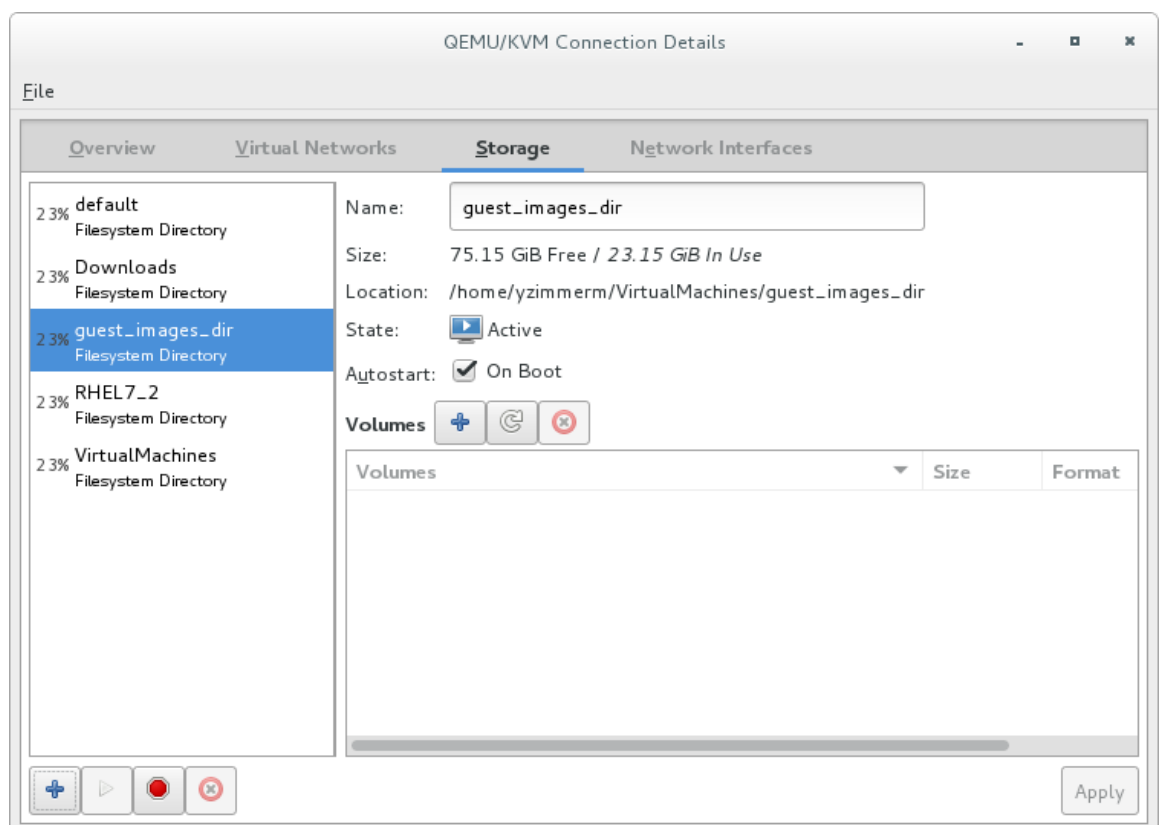 QEMU/KVM Connection Details
File
Overview Virtual Networks Storage Network Interfaces
23% default
Filesystem Directory
23% Downloads
Filesystem Directory
23% guest_images_dir
Filesystem Directory
23% RHEL7_2
Filesystem Directory
23% VirtualMachines
Filesystem Directory
Name: guest_images_dir
Size: 75.15 GiB Free / 23.15 GiB In Use
Location: /home/yzimmerm/VirtualMachines/guest_images_dir
State: Active
Autostart: On Boot
Volumes
Volumes Size Format
Apply